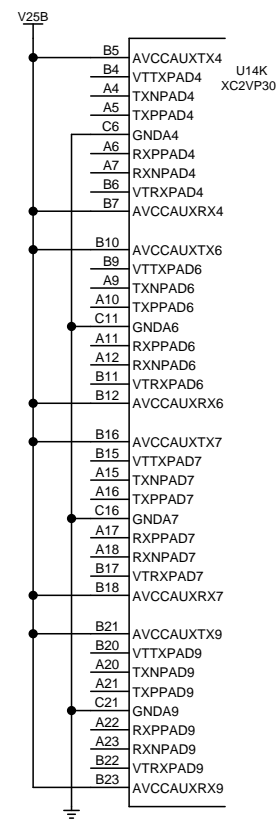 V25B
U14K
XC2VP30
B5 AVCCAUXTX4
B4 VTTXPAD4
A4 TXNPAD4
A5 TXPPAD4
C6 GNDA4
A6 RXPPAD4
A7 RXNPAD4
B6 VTRXPAD4
B7 AVCCAUXRX4
B10 AVCCAUXTX6
B9 VTTXPAD6
A9 TXNPAD6
A10 TXPPAD6
C11 GNDA6
A11 RXPPAD6
A12 RXNPAD6
B11 VTRXPAD6
B12 AVCCAUXRX6
B16 AVCCAUXTX7
B15 VTTXPAD7
A15 TXNPAD7
A16 TXPPAD7
C16 GNDA7
A17 RXPPAD7
A18 RXNPAD7
B17 VTRXPAD7
B18 AVCCAUXRX7
B21 AVCCAUXTX9
B20 VTTXPAD9
A20 TXNPAD9
A21 TXPPAD9
C21 GNDA9
A22 RXPPAD9
A23 RXNPAD9
B22 VTRXPAD9
B23 AVCCAUXRX9